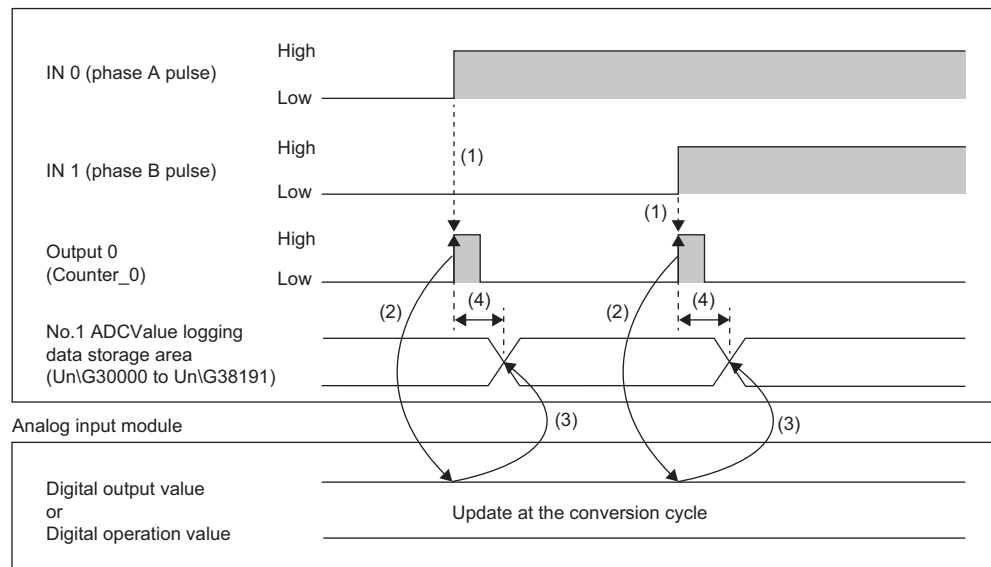 IN 0 (phase A pulse)
High
Low
(1)
IN 1 (phase B pulse)
High
Low
(1)
Output 0
(Counter_0)
High
Low
(2)
(4)
(2)
(4)
No.1 ADCValue logging
data storage area
(Un\G30000 to Un\G38191)
(3)
(3)
Analog input module
Digital output value
or
Digital operation value
Update at the conversion cycle